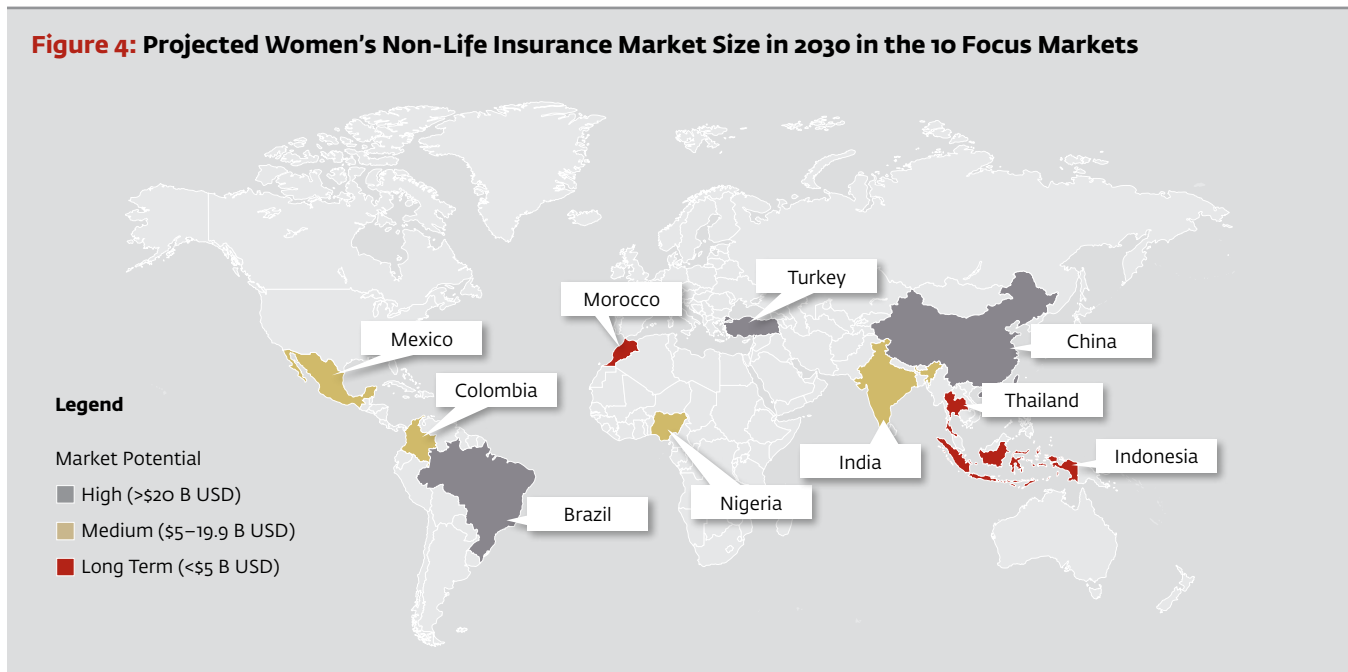 Figure 4: Projected Women's Non-Life Insurance Market Size in 2030 in the 10 Focus Markets
Turkey
Morocco
Mexico
China
Colombia
Thailand
Legend
Indonesia
India
Market Potential
High (>$20 B USD)
Nigeria
Brazil
Medium ($5–19.9 B USD)
Long Term (<$5 B USD)